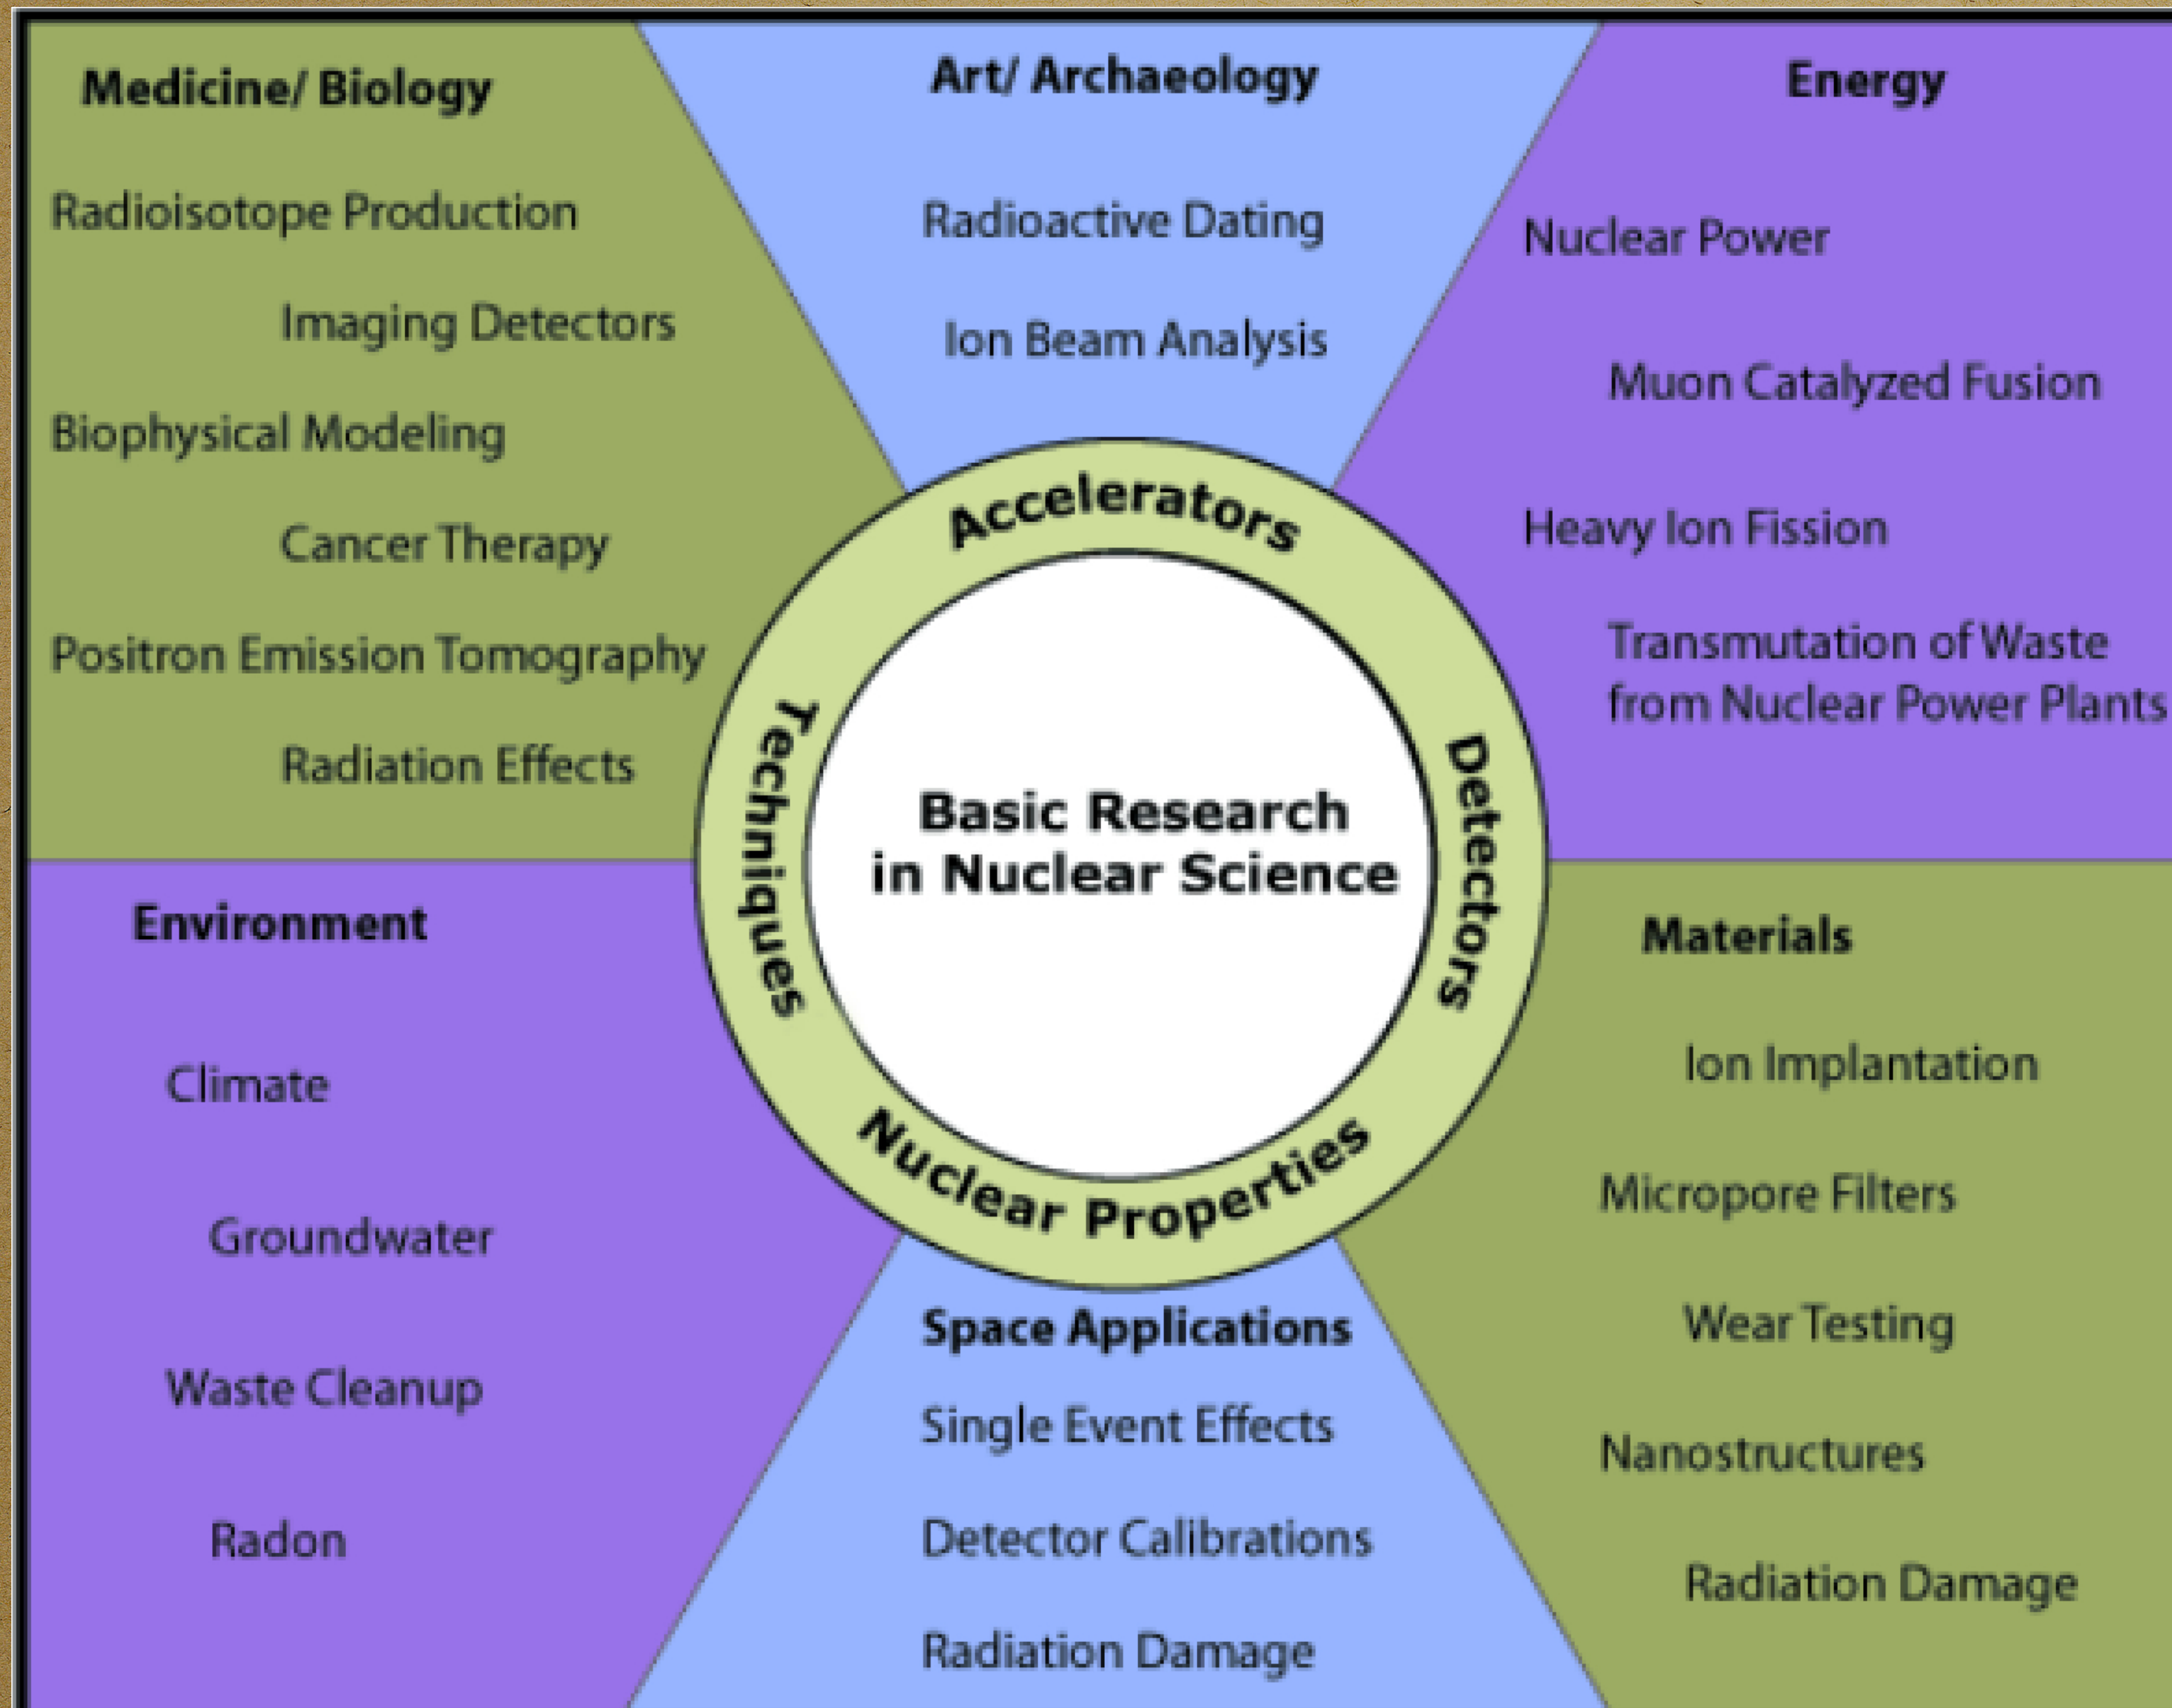 Medicine/ Biology
Radioisotope Production
Imaging Detectors
Biophysical Modeling
Cancer Therapy
Positron Emission Tomography
Radiation Effects
Art/ Archaeology
Radioactive Dating
Ion Beam Analysis
Energy
Nuclear Power
Muon Catalyzed Fusion
Heavy Ion Fission
Transmutation of Waste
from Nuclear Power Plants
Accelerators
Techniques
Basic Research
in Nuclear Science
Detectors
Nuclear Properties
Environment
Climate
Groundwater
Waste Cleanup
Radon
Space Applications
Single Event Effects
Detector Calibrations
Radiation Damage
Materials
Ion Implantation
Micropore Filters
Wear Testing
Nanostructures
Radiation Damage